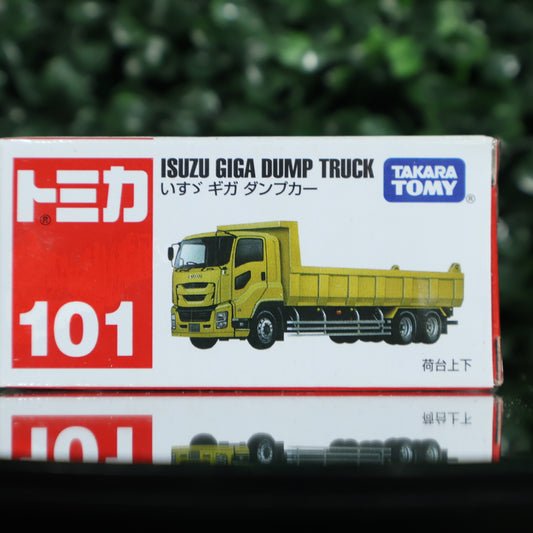 トミカ
®
101
ISUZU GIGA DUMP TRUCK
いすゞ ギガ ダンプカー
TAKARA
TOMY
®
荷台上下